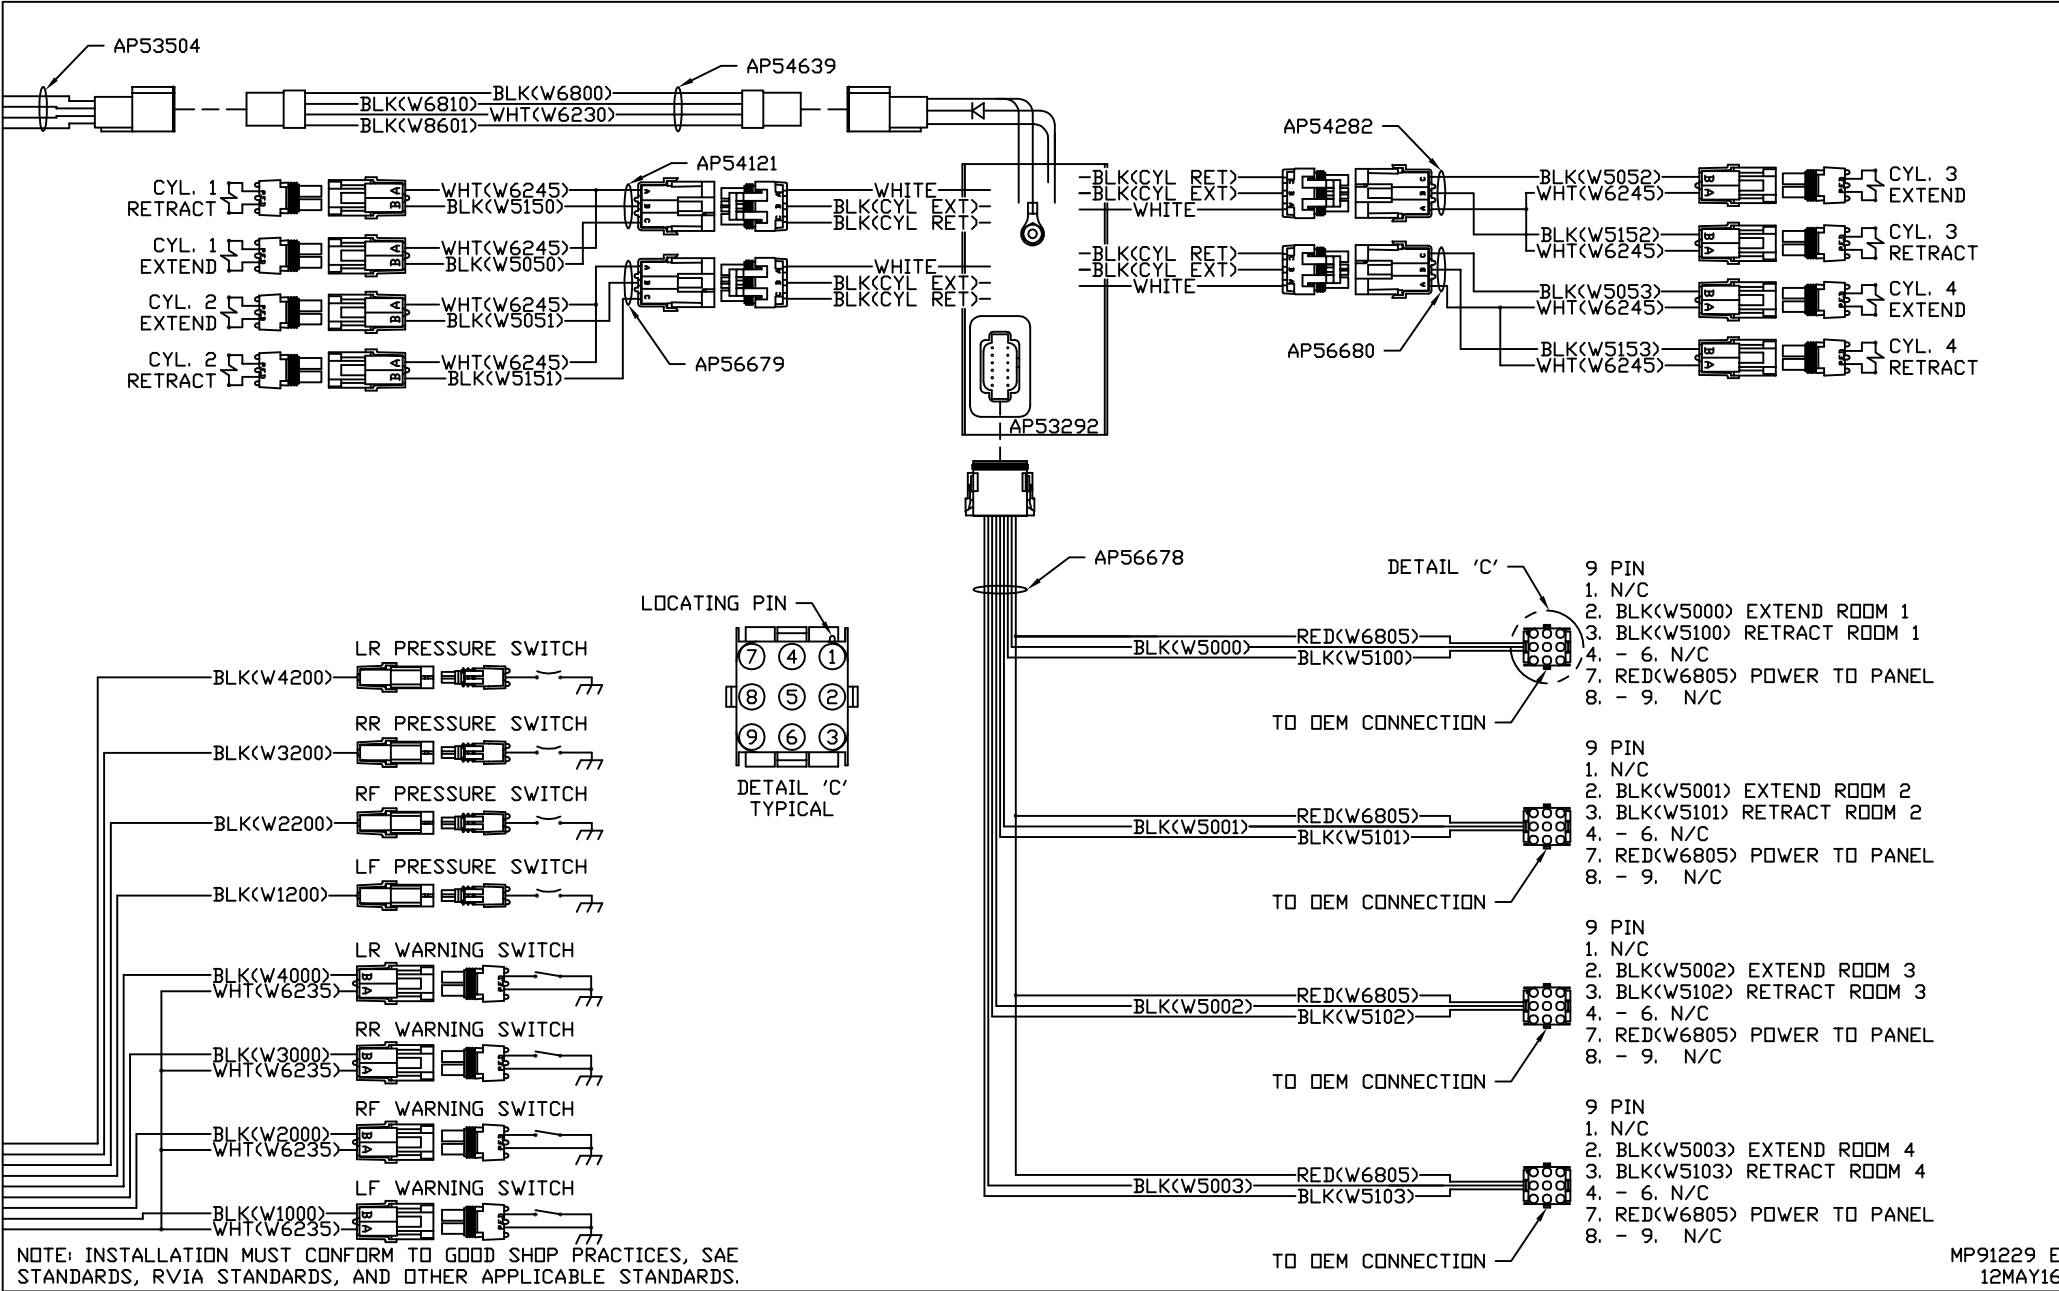 AP53504
AP54639
BLK(W6800)
BLK(W6810)
WHT(W6230)
BLK(W8601)
AP54282
AP54121
CYL. 1
RETRACT
WHT(W6245)
BLK(W5150)
A
B
A
B
C
WHITE
BLK(CYL EXT)
BLK(CYL RET)
CYL. 1
EXTEND
WHT(W6245)
BLK(W5050)
A
B
CYL. 2
EXTEND
WHT(W6245)
BLK(W5051)
A
B
A
B
C
WHITE
BLK(CYL EXT)
BLK(CYL RET)
CYL. 2
RETRACT
WHT(W6245)
BLK(W5151)
A
B
AP56679
BLK(CYL RET)
BLK(CYL EXT)
WHITE
C
B
A
BLK(W5052)
WHT(W6245)
B
A
CYL. 3
EXTEND
BLK(W5152)
WHT(W6245)
B
A
CYL. 3
RETRACT
BLK(CYL RET)
BLK(CYL EXT)
WHITE
C
B
A
BLK(W5053)
WHT(W6245)
B
A
CYL. 4
EXTEND
AP56680
BLK(W5153)
WHT(W6245)
B
A
CYL. 4
RETRACT
AP53292
AP56678
DETAIL 'C'
9 PIN
1. N/C
2. BLK(W5000) EXTEND ROOM 1
3. BLK(W5100) RETRACT ROOM 1
4. - 6. N/C
7. RED(W6805) POWER TO PANEL
8. - 9. N/C
RED(W6805)
BLK(W5000)
BLK(W5100)
TO OEM CONNECTION
LOCATING PIN
7 4 1
8 5 2
9 6 3
DETAIL 'C'
TYPICAL
9 PIN
1. N/C
2. BLK(W5001) EXTEND ROOM 2
3. BLK(W5101) RETRACT ROOM 2
4. - 6. N/C
7. RED(W6805) POWER TO PANEL
8. - 9. N/C
RED(W6805)
BLK(W5001)
BLK(W5101)
TO OEM CONNECTION
9 PIN
1. N/C
2. BLK(W5002) EXTEND ROOM 3
3. BLK(W5102) RETRACT ROOM 3
4. - 6. N/C
7. RED(W6805) POWER TO PANEL
8. - 9. N/C
RED(W6805)
BLK(W5002)
BLK(W5102)
TO OEM CONNECTION
9 PIN
1. N/C
2. BLK(W5003) EXTEND ROOM 4
3. BLK(W5103) RETRACT ROOM 4
4. - 6. N/C
7. RED(W6805) POWER TO PANEL
8. - 9. N/C
RED(W6805)
BLK(W5003)
BLK(W5103)
TO OEM CONNECTION
LR PRESSURE SWITCH
BLK(W4200)
RR PRESSURE SWITCH
BLK(W3200)
RF PRESSURE SWITCH
BLK(W2200)
LF PRESSURE SWITCH
BLK(W1200)
LR WARNING SWITCH
BLK(W4000)
WHT(W6235)
B
A
RR WARNING SWITCH
BLK(W3000)
WHT(W6235)
B
A
RF WARNING SWITCH
BLK(W2000)
WHT(W6235)
B
A
LF WARNING SWITCH
BLK(W1000)
WHT(W6235)
B
A
NOTE: INSTALLATION MUST CONFORM TO GOOD SHOP PRACTICES, SAE
STANDARDS, RVIA STANDARDS, AND OTHER APPLICABLE STANDARDS.
MP91229 E
12MAY16